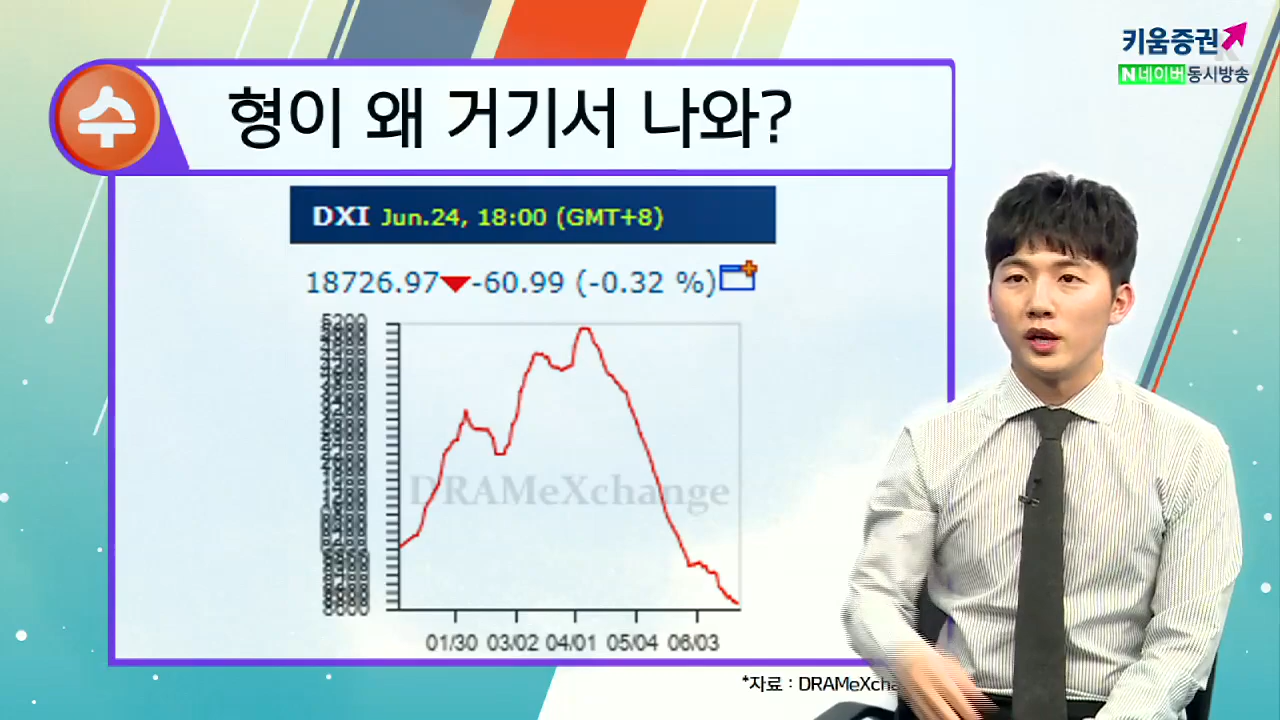 키움증권
N네이버 동시방송
수
형이 왜 거기서 나와?
DXI Jun.24, 18:00 (GMT+8)
18726.97 -60.99 (-0.32 %)
DRAMeXchange
01/30 03/02 04/01 05/04 06/03
*자료 : DRAMeXcha